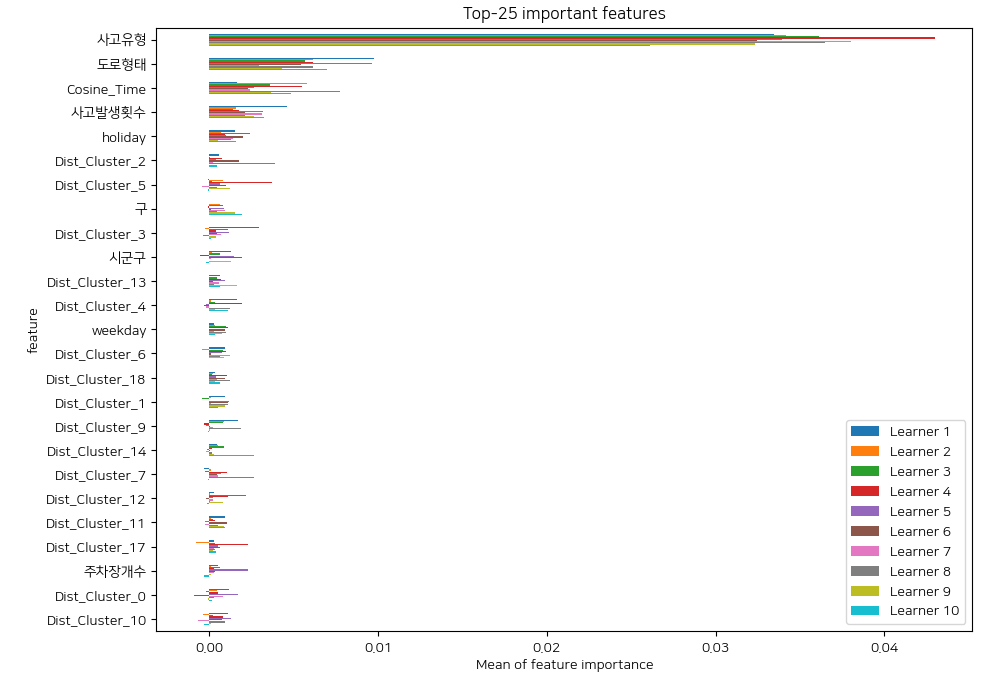 Top-25 important features
사고유형
도로형태
Cosine_Time
사고발생횟수
holiday
Dist_Cluster_2
Dist_Cluster_5
구
Dist_Cluster_3
시군구
Dist_Cluster_13
Dist_Cluster_4
weekday
Dist_Cluster_6
Dist_Cluster_18
Dist_Cluster_1
Dist_Cluster_9
Dist_Cluster_14
Dist_Cluster_7
Dist_Cluster_12
Dist_Cluster_11
Dist_Cluster_17
주차장개수
Dist_Cluster_0
Dist_Cluster_10
feature
Learner 1
Learner 2
Learner 3
Learner 4
Learner 5
Learner 6
Learner 7
Learner 8
Learner 9
Learner 10
0.00 0.01 0.02 0.03 0.04
Mean of feature importance